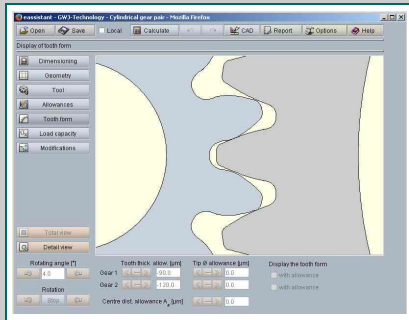 eassistant - GWJ-Technology - Cylindrical gear pair - Mozilla Firefox
Open Save Local Calculate CAD Report Options Help
Display of tooth form
Dimensioning
Geometry
Tool
Allowances
Tooth form
Load capacity
Modifications
Total view
Detail view
Rotating angle [°] Tooth thick. allow. [µm] Tip Ø allowance [µm] Display the tooth form
4.0 Gear 1 -90.0 0.0 with allowance
Rotation Gear 2 -120.0 0.0 with allowance
Stop Centre dist. allowance A [µm] 0.0